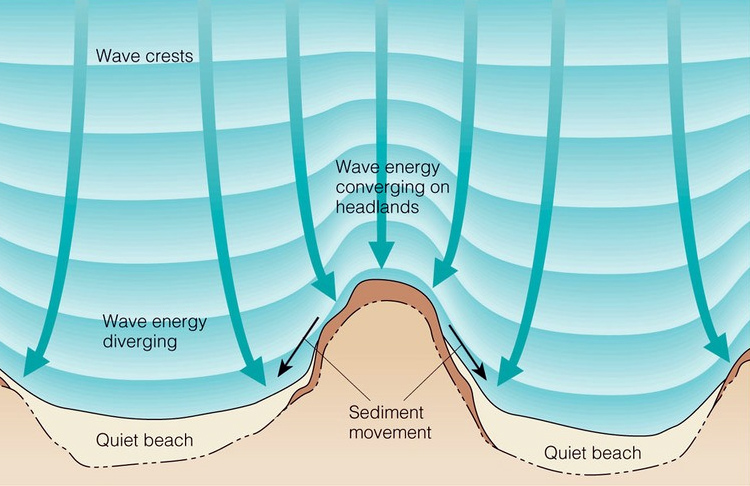 Wave crests
Wave energy
converging on
headlands
Wave energy
diverging
Sediment
movement
Quiet beach
Quiet beach